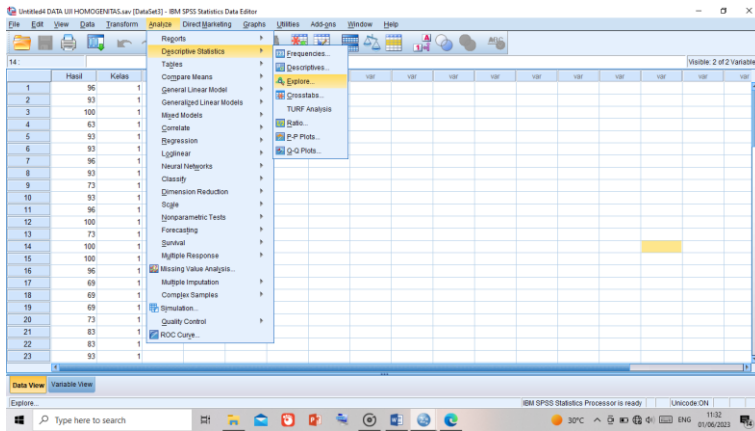 Untitled4 DATA UJI HOMOGENITAS.sav [DataSet3] - IBM SPSS Statistics Data Editor
File Edit View Data Transform Analyze Direct Marketing Graphs Utilities Add-ons Window Help
14 :
Visible: 2 of 2 Variable
Hasil Kelas var var var var var var var var var
1 96 1
2 93 1
3 100 1
4 63 1
5 93 1
6 93 1
7 96 1
8 93 1
9 73 1
10 93 1
11 96 1
12 100 1
13 73 1
14 100 1
15 100 1
16 96 1
17 69 1
18 69 1
19 69 1
20 73 1
21 83 1
22 83 1
23 93 1
Reports
Descriptive Statistics
Tables
Compare Means
General Linear Model
Generalized Linear Models
Mixed Models
Correlate
Regression
Loglinear
Neural Networks
Classify
Dimension Reduction
Scale
Nonparametric Tests
Forecasting
Survival
Multiple Response
Missing Value Analysis...
Multiple Imputation
Complex Samples
Simulation...
Quality Control
ROC Curve...
Frequencies...
Descriptives...
Explore...
Crosstabs...
TURF Analysis
Ratio...
P-P Plots...
Q-Q Plots...
Data View Variable View
Explore...
IBM SPSS Statistics Processor is ready Unicode:ON
Type here to search
30°C ENG 11:32
01/06/2023